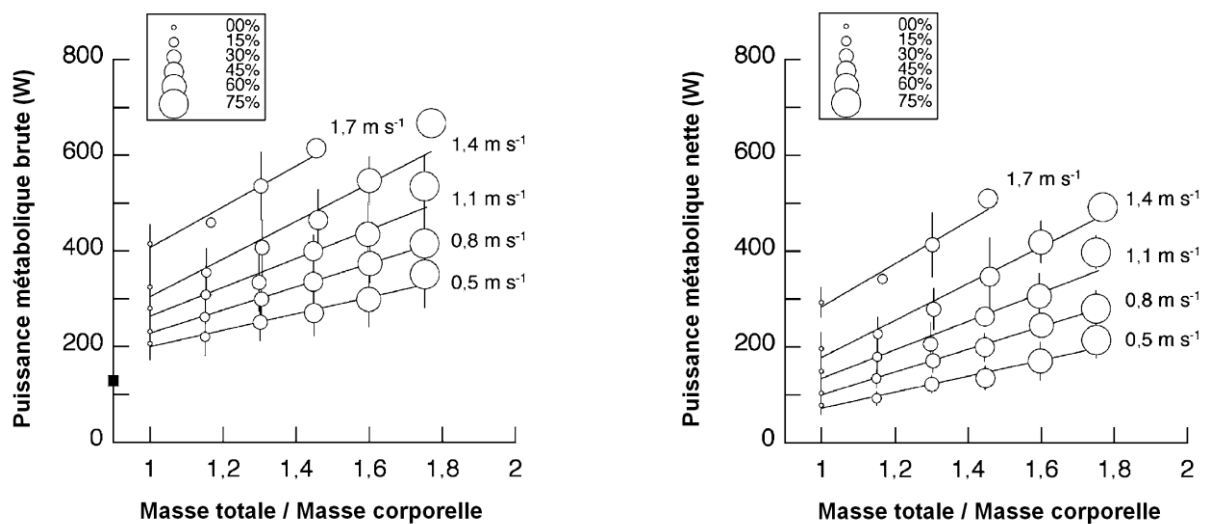 00%
15%
30%
45%
60%
75%
Puissance métabolique brute (W)
800
600
400
200
0
1,7 m s-1
1,4 m s-1
1,1 m s-1
0,8 m s-1
0,5 m s-1
1
1,2
1,4
1,6
1,8
2
Masse totale / Masse corporelle
00%
15%
30%
45%
60%
75%
Puissance métabolique nette (W)
800
600
400
200
0
1,7 m s-1
1,4 m s-1
1,1 m s-1
0,8 m s-1
0,5 m s-1
1
1,2
1,4
1,6
1,8
2
Masse totale / Masse corporelle